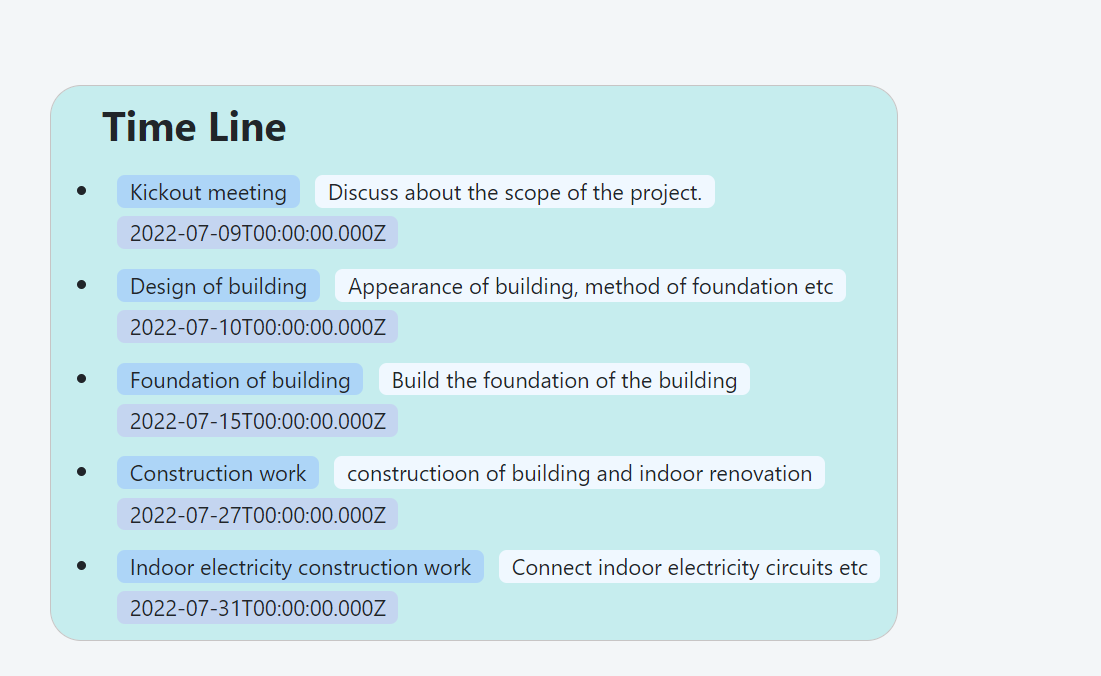 Time Line
Kickout meeting Discuss about the scope of the project.
2022-07-09T00:00:00.000Z
Design of building Appearance of building, method of foundation etc
2022-07-10T00:00:00.000Z
Foundation of building Build the foundation of the building
2022-07-15T00:00:00.000Z
Construction work constructioon of building and indoor renovation
2022-07-27T00:00:00.000Z
Indoor electricity construction work Connect indoor electricity circuits etc
2022-07-31T00:00:00.000Z